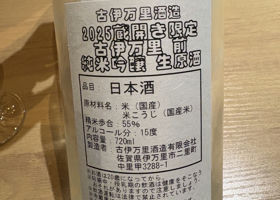 古伊万里酒造
2025蔵開き限定
古伊万里 前
純米吟醸 生原酒
品目: 日本酒
原材料名: 米(国産)
米こうじ(国産米)
精米歩合: 55%
アルコール分: 15度
内容量: 720ml
製造者: 古伊万里酒造有限会社
佐賀県伊万里市二里町
中里甲3288-1